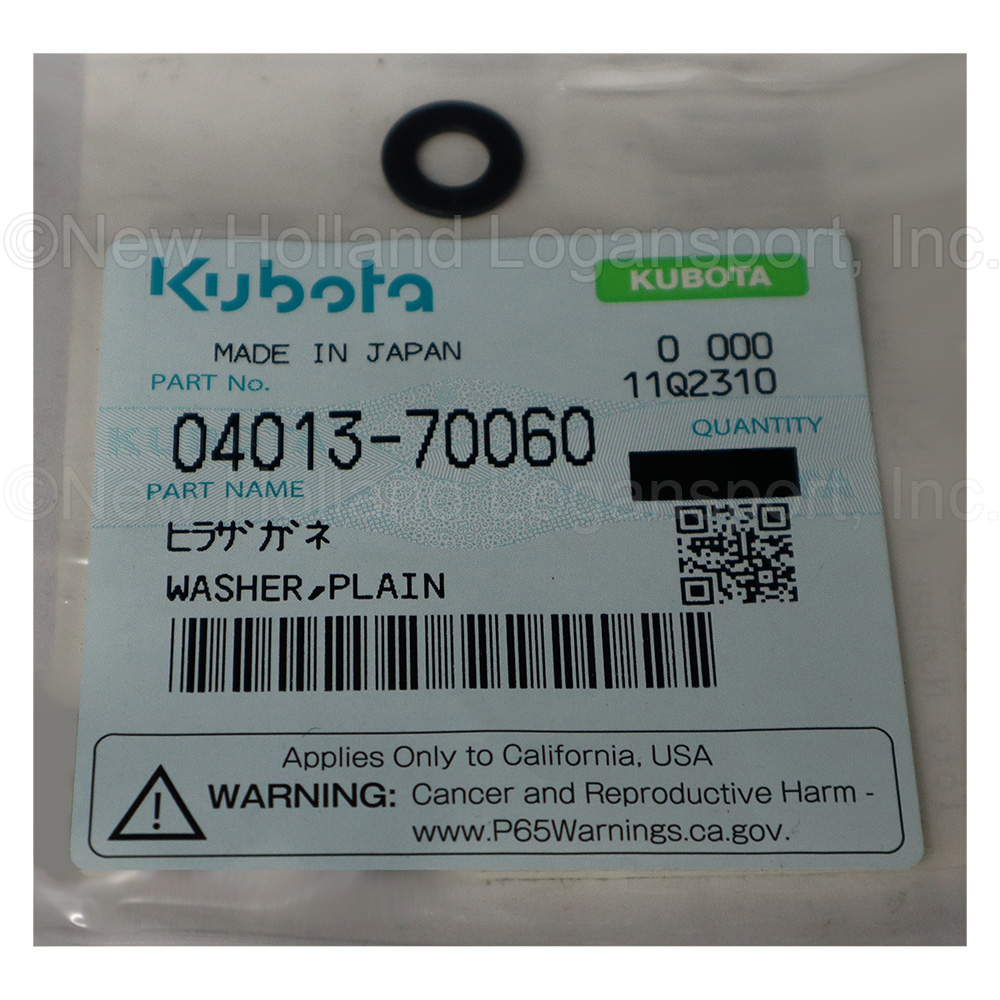 ©New Holland Logansport, Inc.
Kubota
KUBOTA
MADE IN JAPAN
0 000
PART No.
11Q2310
04013-70060
QUANTITY
©New Holland Logansport, Inc.
PART NAME
ヒラザガネ
WASHER,PLAIN
Applies Only to California, USA
WARNING: Cancer and Reproductive Harm -
www.P65Warnings.ca.gov.